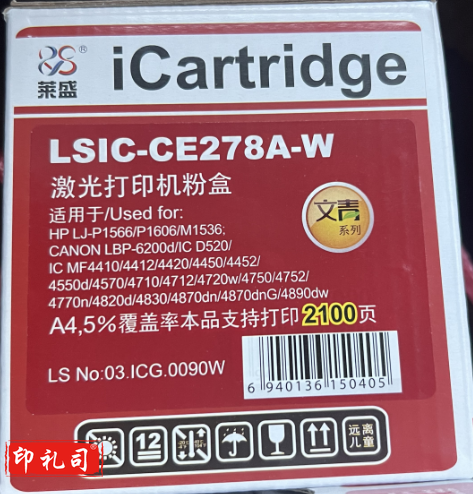 莱盛®
iCartridge
LSIC-CE278A-W
激光打印机粉盒
适用于/Used for:
HP LJ-P1566/P1606/M1536;
CANON LBP-6200d/IC D520/
IC MF4410/4412/4420/4450/4452/
4550d/4570/4710/4712/4720w/4750/4752/
4770n/4820d/4830/4870dn/4870dnG/4890dw
文青
系列
A4,5%覆盖率本品支持打印2100页
LS No:03.ICG.0090W
6 940136 150405
12
远离
儿童
印礼司®